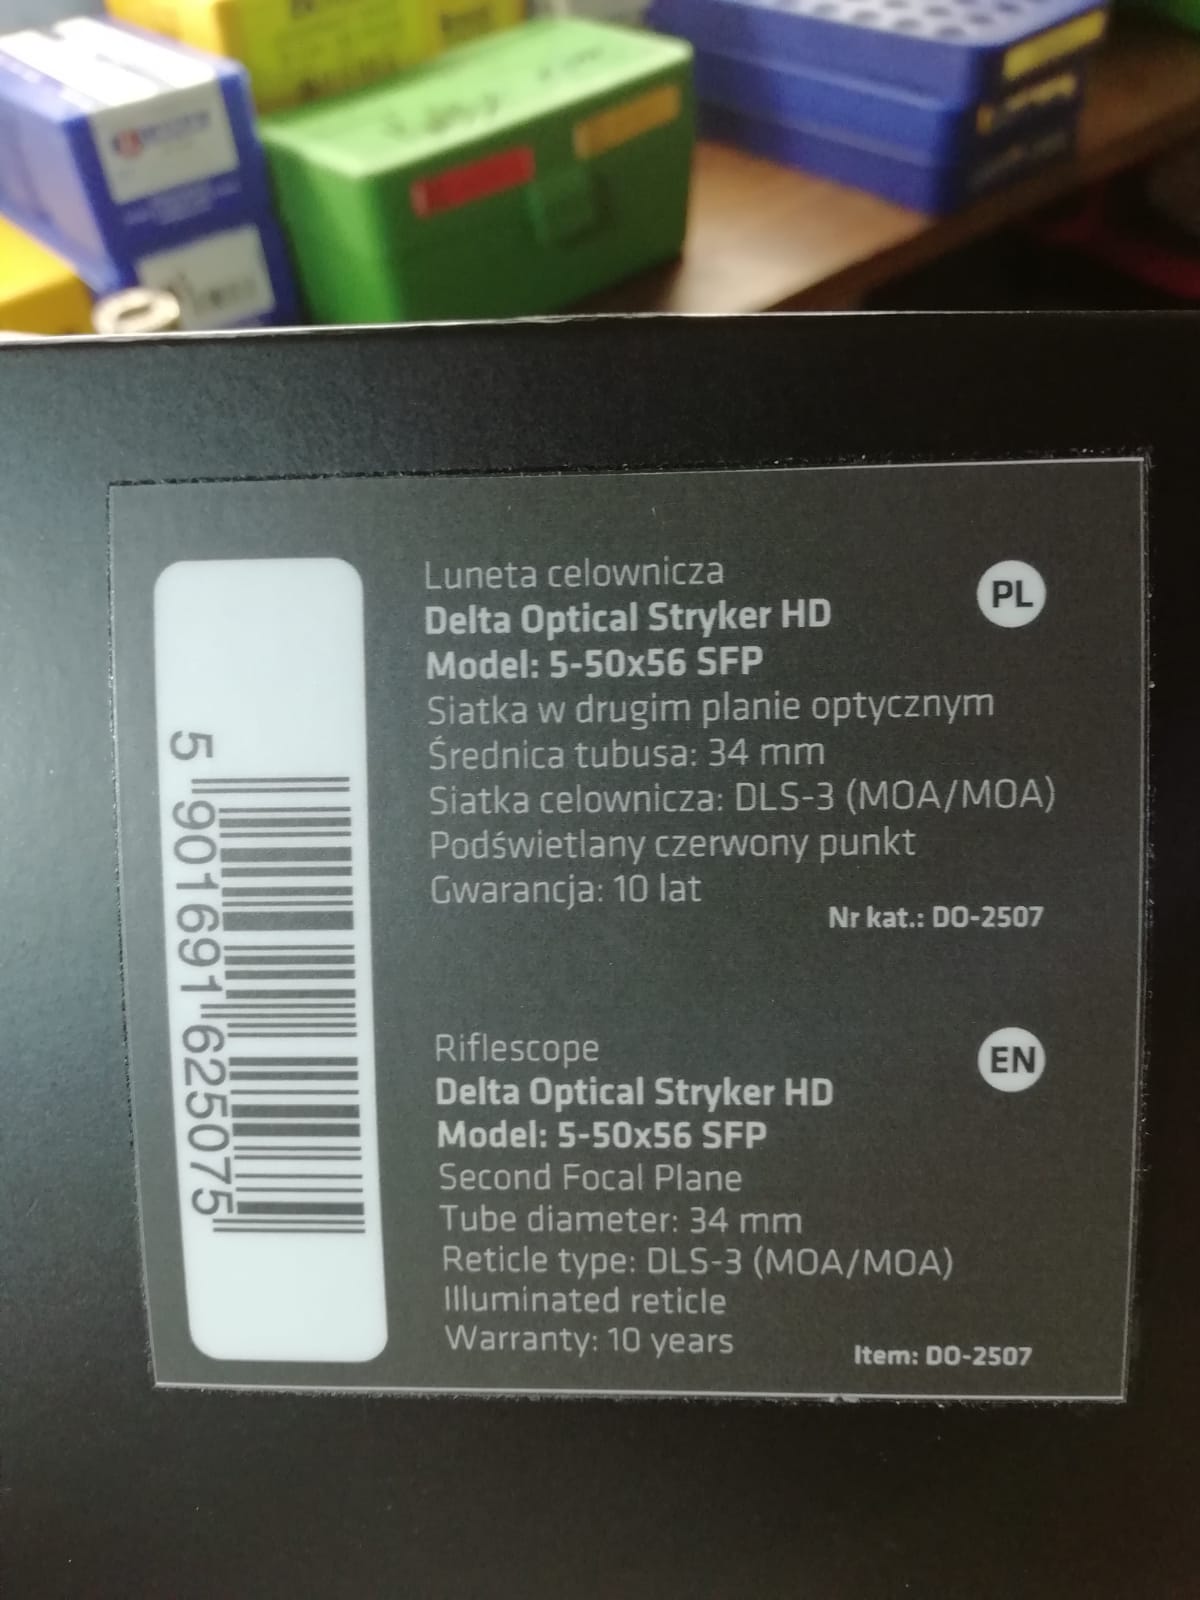 Luneta celownicza
Delta Optical Stryker HD
Model: 5-50x56 SFP
Siatka w drugim planie optycznym
Średnica tubusa: 34 mm
Siatka celownicza: DLS-3 (MOA/MOA)
Podświetlany czerwony punkt
Gwarancja: 10 lat
Nr kat.: DO-2507
PL
Riflescope
Delta Optical Stryker HD
Model: 5-50x56 SFP
Second Focal Plane
Tube diameter: 34 mm
Reticle type: DLS-3 (MOA/MOA)
Illuminated reticle
Warranty: 10 years
Item: DO-2507
EN
5 901691 625075